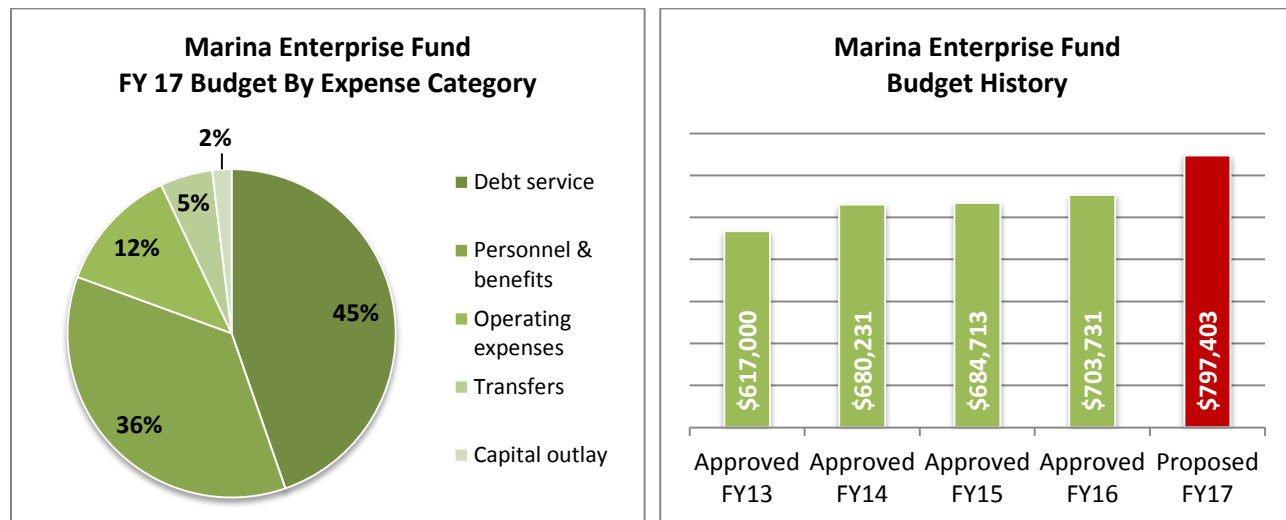 Marina Enterprise Fund
FY 17 Budget By Expense Category
2%
5%
12%
45%
36%
Debt service
Personnel &
benefits
Operating
expenses
Transfers
Capital outlay
Marina Enterprise Fund
Budget History
$617,000
$680,231
$684,713
$703,731
$797,403
Approved
FY13
Approved
FY14
Approved
FY15
Approved
FY16
Proposed
FY17